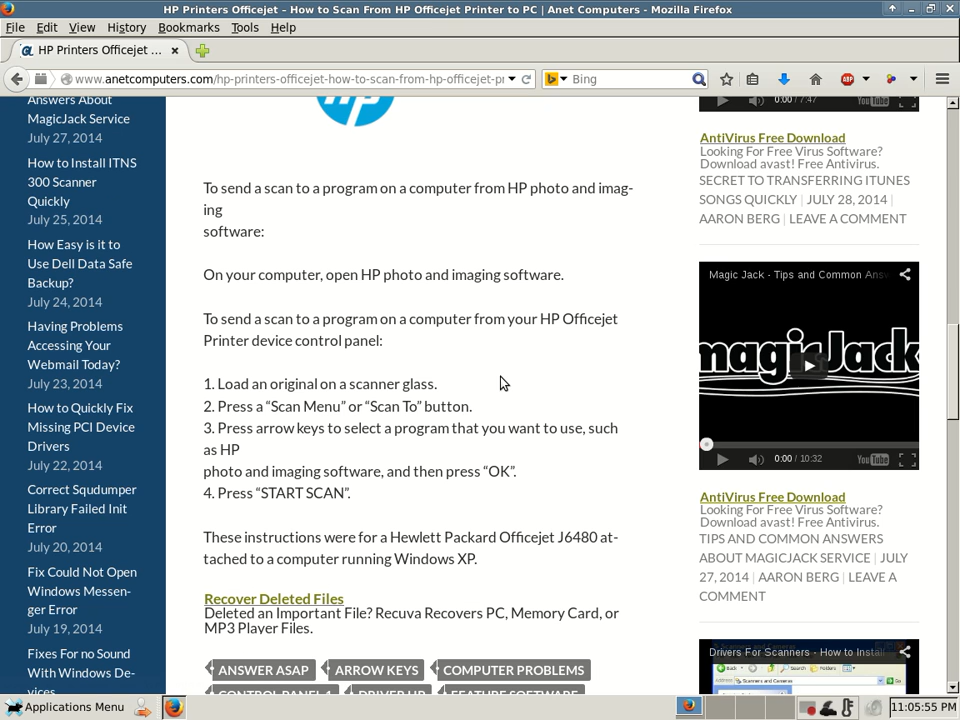 HP Printers Officejet – How to Scan From HP Officejet Printer to PC | Anet Computers - Mozilla Firefox
File Edit View History Bookmarks Tools Help
HP Printers Officejet ...
www.anetcomputers.com/hp-printers-officejet-how-to-scan-from-hp-officejet-p
Bing
ABP
Answers About
MagicJack Service
July 27, 2014
How to Install ITNS
300 Scanner
Quickly
July 25, 2014
How Easy is it to
Use Dell Data Safe
Backup?
July 24, 2014
Having Problems
Accessing Your
Webmail Today?
July 23, 2014
How to Quickly Fix
Missing PCI Device
Drivers
July 22, 2014
Correct Squdumper
Library Failed Init
Error
July 20, 2014
Fix Could Not Open
Windows Messen-
ger Error
July 19, 2014
Fixes For no Sound
With Windows De-
vices
hp
To send a scan to a program on a computer from HP photo and imag-
ing
software:
On your computer, open HP photo and imaging software.
To send a scan to a program on a computer from your HP Officejet
Printer device control panel:
1. Load an original on a scanner glass.
2. Press a “Scan Menu” or “Scan To” button.
3. Press arrow keys to select a program that you want to use, such
as HP
photo and imaging software, and then press “OK”.
4. Press “START SCAN”.
These instructions were for a Hewlett Packard Officejet J6480 at-
tached to a computer running Windows XP.
Recover Deleted Files
Deleted an Important File? Recuva Recovers PC, Memory Card, or
MP3 Player Files.
ANSWER ASAP ARROW KEYS COMPUTER PROBLEMS
CONTROL PANEL 1 DRIVER HP FEATURE SOFTWARE
0:00 / 7:47 YouTube
AntiVirus Free Download
Looking For Free Virus Software?
Download avast! Free Antivirus.
SECRET TO TRANSFERRING ITUNES
SONGS QUICKLY | JULY 28, 2014 |
AARON BERG | LEAVE A COMMENT
Magic Jack - Tips and Common Answ
magicJack
0:00 / 10:32 YouTube
AntiVirus Free Download
Looking For Free Virus Software?
Download avast! Free Antivirus.
TIPS AND COMMON ANSWERS
ABOUT MAGICJACK SERVICE | JULY
27, 2014 | AARON BERG | LEAVE A
COMMENT
Drivers For Scanners - How to Install
Applications Menu
11:05:55 PM